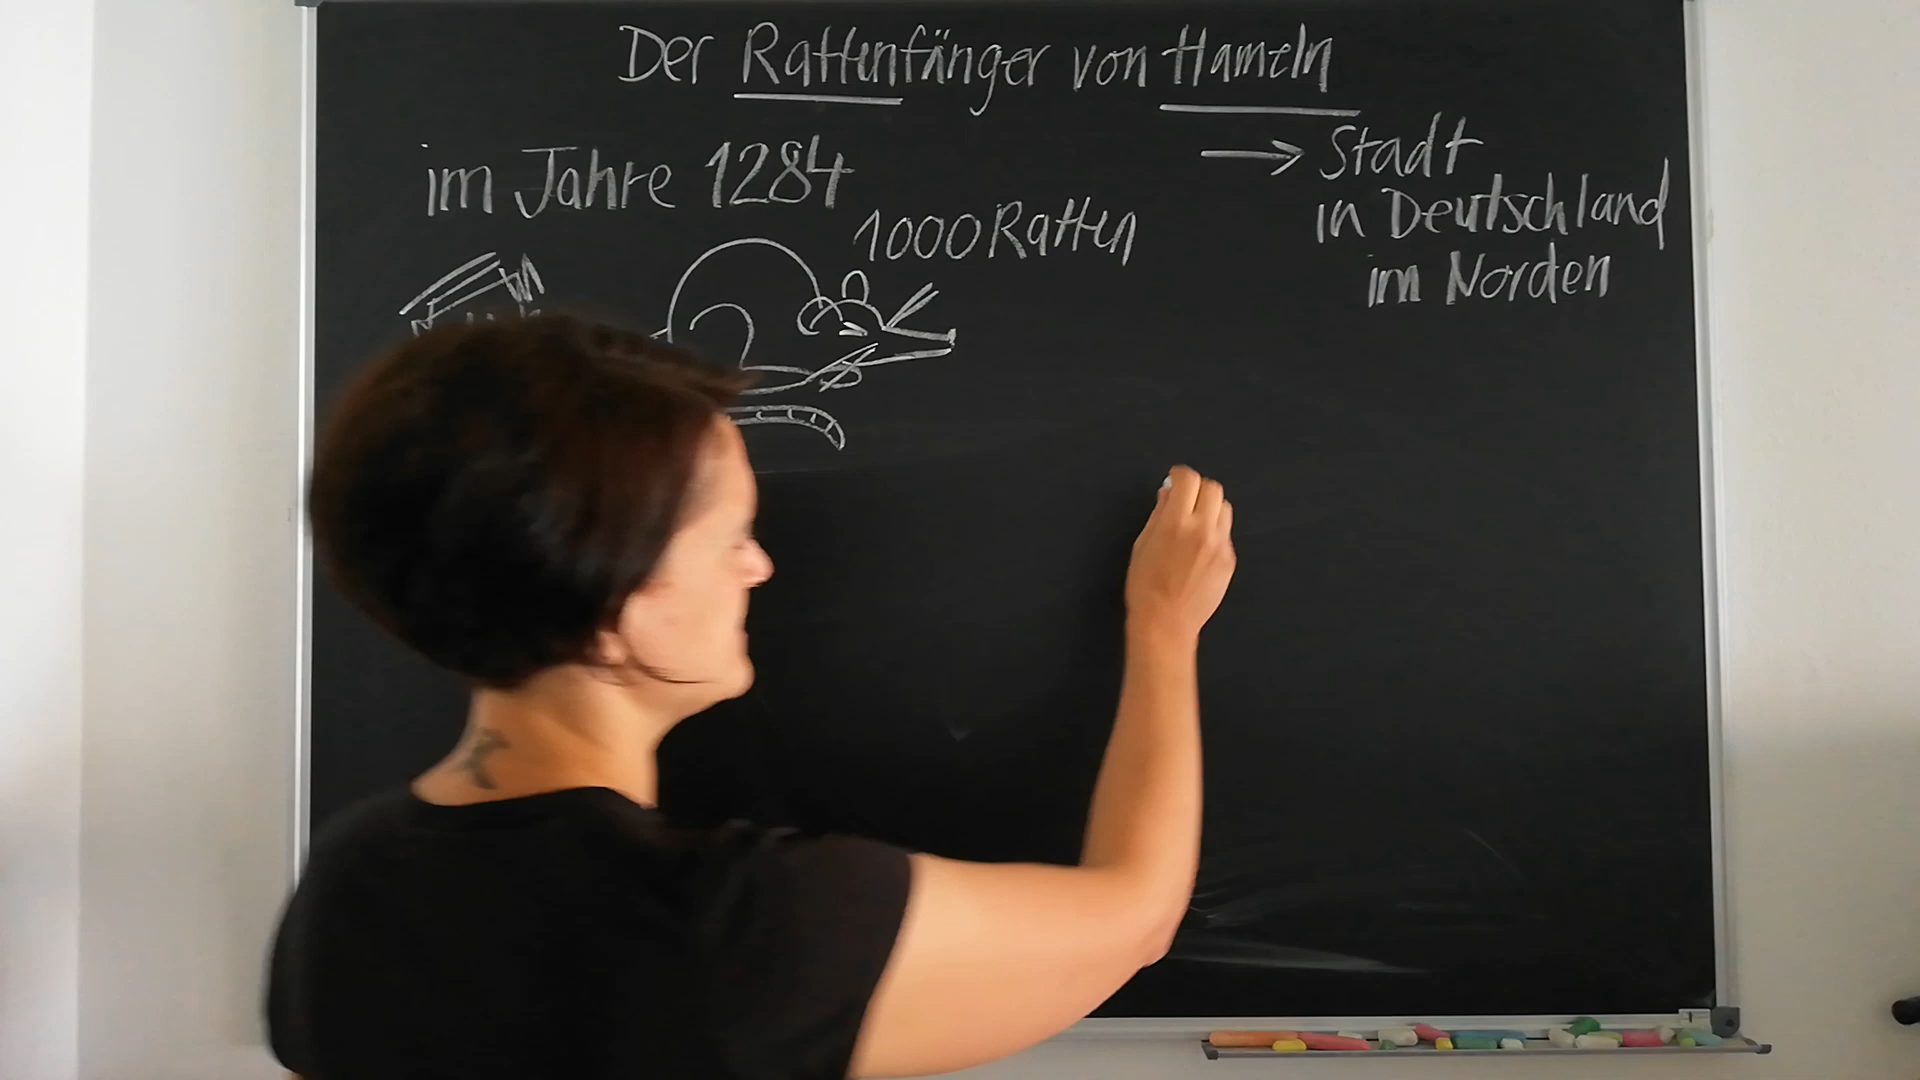 Der Rattenfänger von Hameln
im Jahre 1284
→ Stadt
in Deutschland
im Norden
1000 Ratten